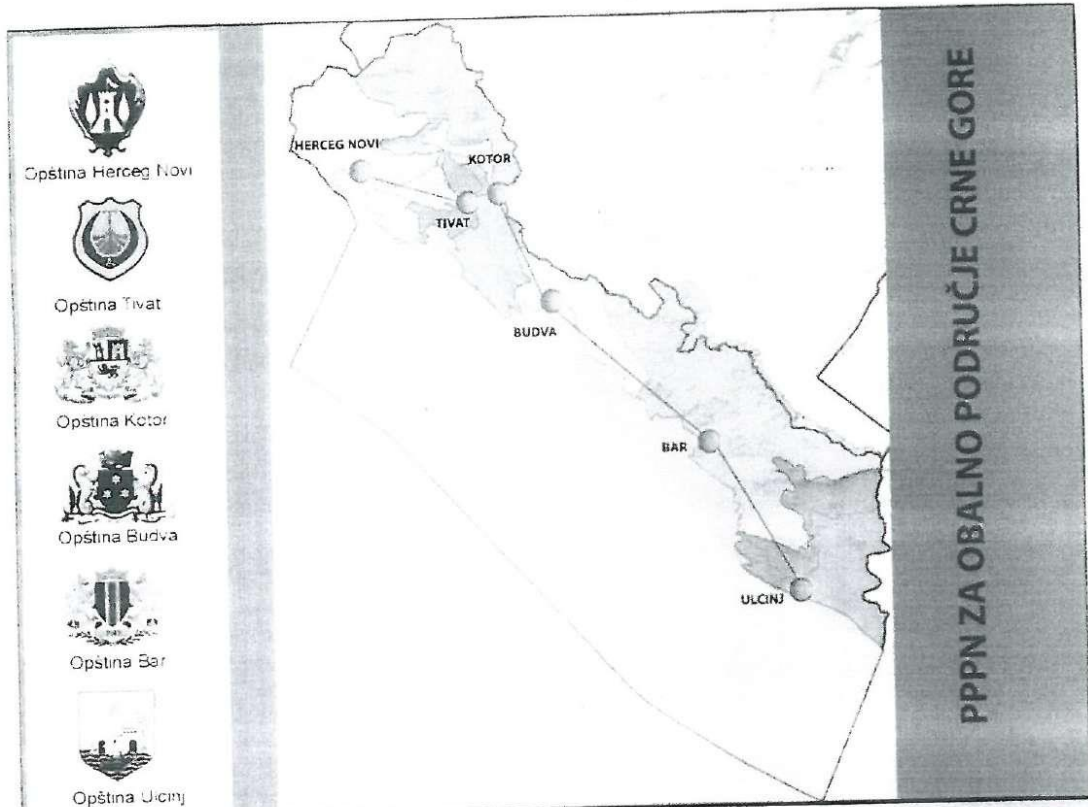 Opština Herceg Novi
Opština Tivat
Opština Kotor
Opština Budva
Opština Bar
Opština Ulcinj
HERCEG NOVI
KOTOR
TIVAT
BUDVA
BAR
ULCINJ
PPPN ZA OBALNO PODRUČJE CRNE GORE